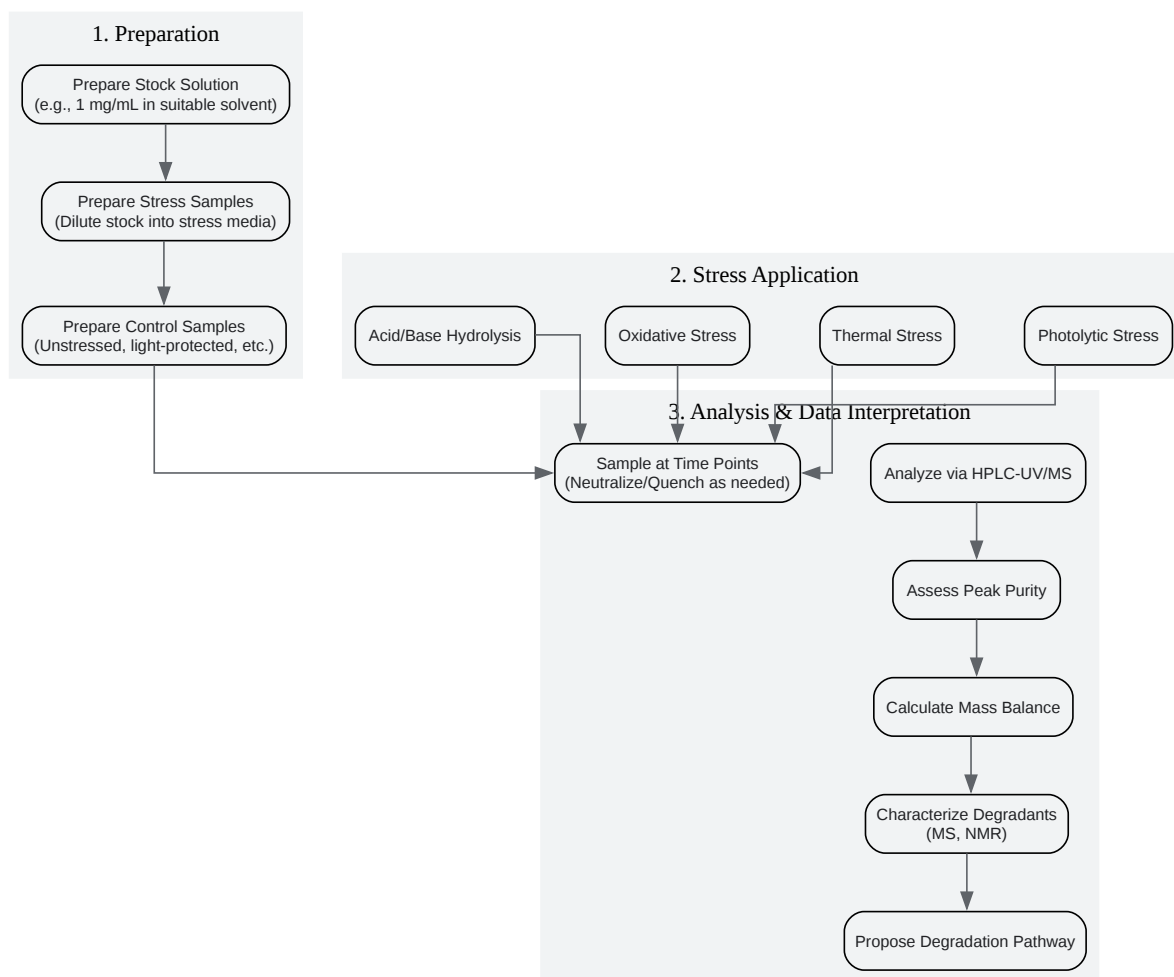 1. Preparation
Prepare Stock Solution
(e.g., 1 mg/mL in suitable solvent)
Prepare Stress Samples
(Dilute stock into stress media)
Prepare Control Samples
(Unstressed, light-protected, etc.)
2. Stress Application
Acid/Base Hydrolysis
Oxidative Stress
Thermal Stress
Photolytic Stress
3. Analysis & Data Interpretation
Sample at Time Points
(Neutralize/Quench as needed)
Analyze via HPLC-UV/MS
Assess Peak Purity
Calculate Mass Balance
Characterize Degradants
(MS, NMR)
Propose Degradation Pathway